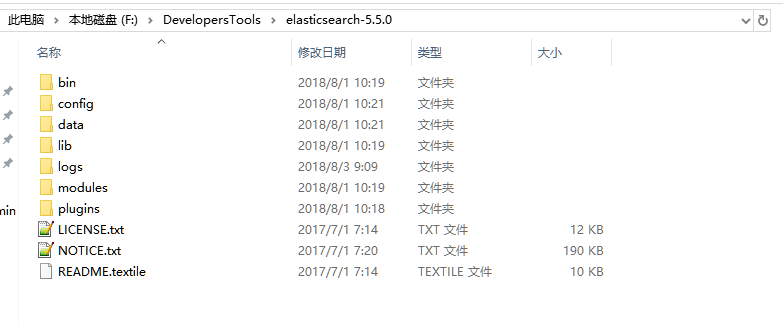 此电脑 > 本地磁盘 (F:) > DevelopersTools > elasticsearch-5.5.0
名称 修改日期 类型 大小
bin 2018/8/1 10:19 文件夹
config 2018/8/1 10:21 文件夹
data 2018/8/1 10:21 文件夹
lib 2018/8/1 10:19 文件夹
logs 2018/8/3 9:09 文件夹
modules 2018/8/1 10:19 文件夹
min plugins 2018/8/1 10:18 文件夹
LICENSE.txt 2017/7/1 7:14 TXT 文件 12 KB
NOTICE.txt 2017/7/1 7:20 TXT 文件 190 KB
README.textile 2017/7/1 7:14 TEXTILE 文件 10 KB